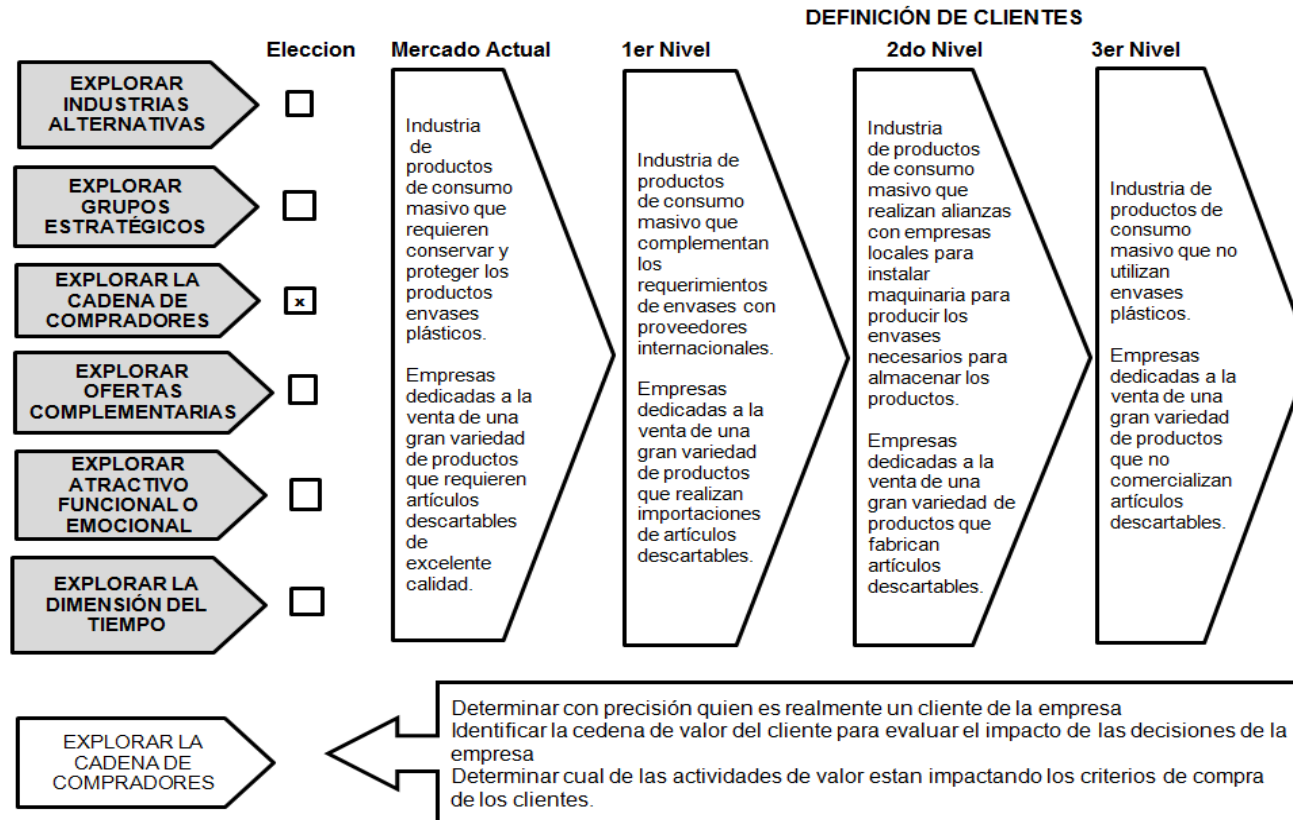 DEFINICIÓN DE CLIENTES
Eleccion
Mercado Actual
1er Nivel
2do Nivel
3er Nivel
EXPLORAR
INDUSTRIAS
ALTERNATIVAS
EXPLORAR
GRUPOS
ESTRATÉGICOS
EXPLORAR LA
CADENA DE
COMPRADORES
x
EXPLORAR
OFERTAS
COMPLEMENTARIAS
EXPLORAR
ATRACTIVO
FUNCIONAL O
EMOCIONAL
EXPLORAR LA
DIMENSIÓN DEL
TIEMPO
Industria
de
productos
de consumo
masivo que
requieren
conservar y
proteger los
productos
envases
plásticos.
Empresas
dedicadas a la
venta de una
gran variedad
de productos
que requieren
artículos
descartables
de
excelente
calidad.
Industria de
productos
de consumo
masivo que
complementan
los
requerimientos
de envases con
proveedores
internacionales.
Empresas
dedicadas a la
venta de una
gran variedad
de productos
que realizan
importaciones
de artículos
descartables.
Industria
de productos
de consumo
masivo que
realizan alianzas
con empresas
locales para
instalar
maquinaria para
producir los
envases
necesarios para
almacenar los
productos.
Empresas
dedicadas a la
venta de una
gran variedad de
productos que
fabrican
artículos
descartables.
Industria de
productos de
consumo
masivo que no
utilizan
envases
plásticos.
Empresas
dedicadas a la
venta de una
gran variedad
de productos
que no
comercializan
artículos
descartables.
EXPLORAR LA
CADENA DE
COMPRADORES
Determinar con precisión quien es realmente un cliente de la empresa
Identificar la cedena de valor del cliente para evaluar el impacto de las decisiones de la
empresa
Determinar cual de las actividades de valor estan impactando los criterios de compra
de los clientes.